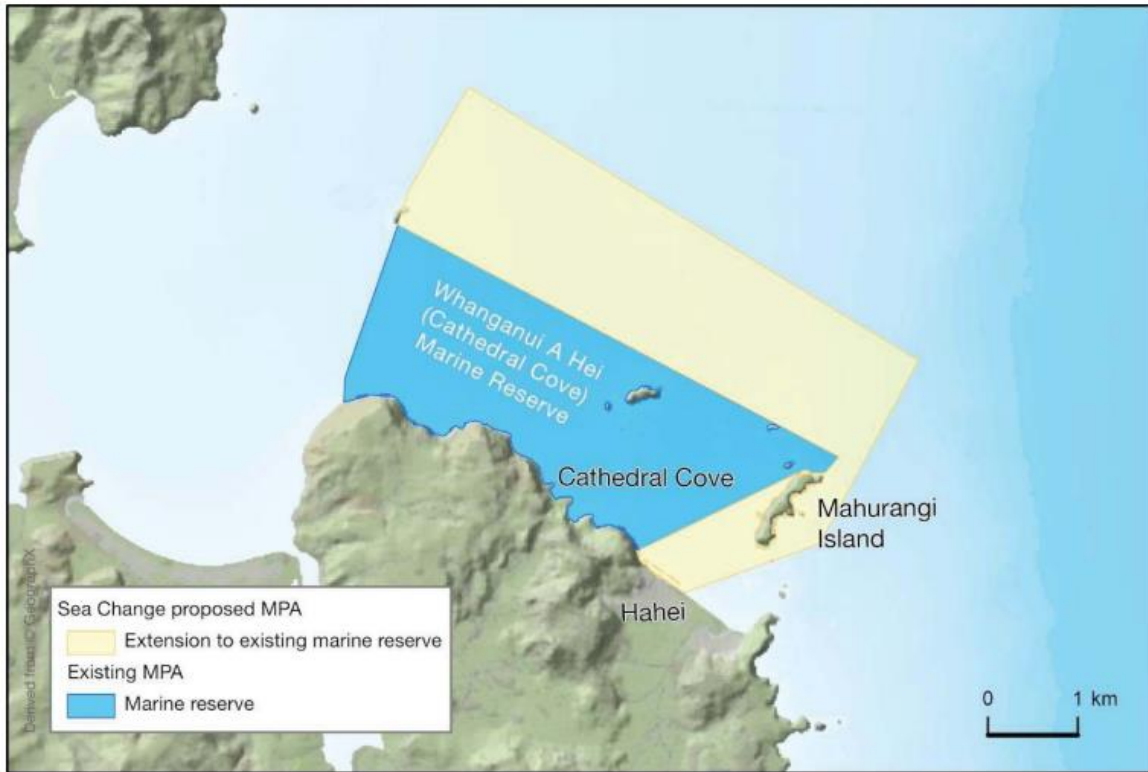 Whanganui A Hei
(Cathedral Cove)
Marine Reserve
Cathedral Cove
Mahurangi
Island
Hahei
Derived from: GeographX
Sea Change proposed MPA
Extension to existing marine reserve
Existing MPA
Marine reserve
0 1 km